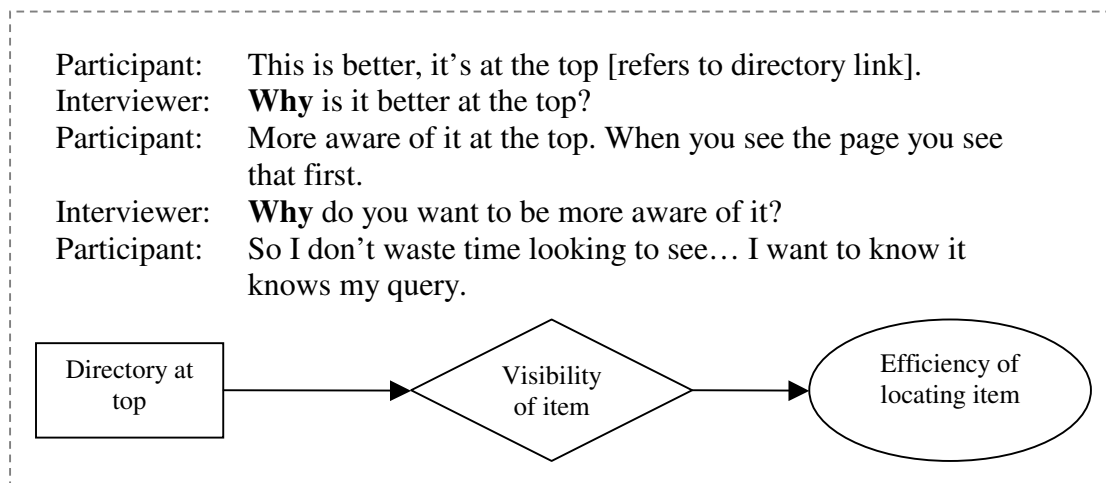 Participant: This is better, it’s at the top [refers to directory link].
Interviewer: Why is it better at the top?
Participant: More aware of it at the top. When you see the page you see
that first.
Interviewer: Why do you want to be more aware of it?
Participant: So I don’t waste time looking to see… I want to know it
knows my query.
Directory at
top
Visibility
of item
Efficiency of
locating item